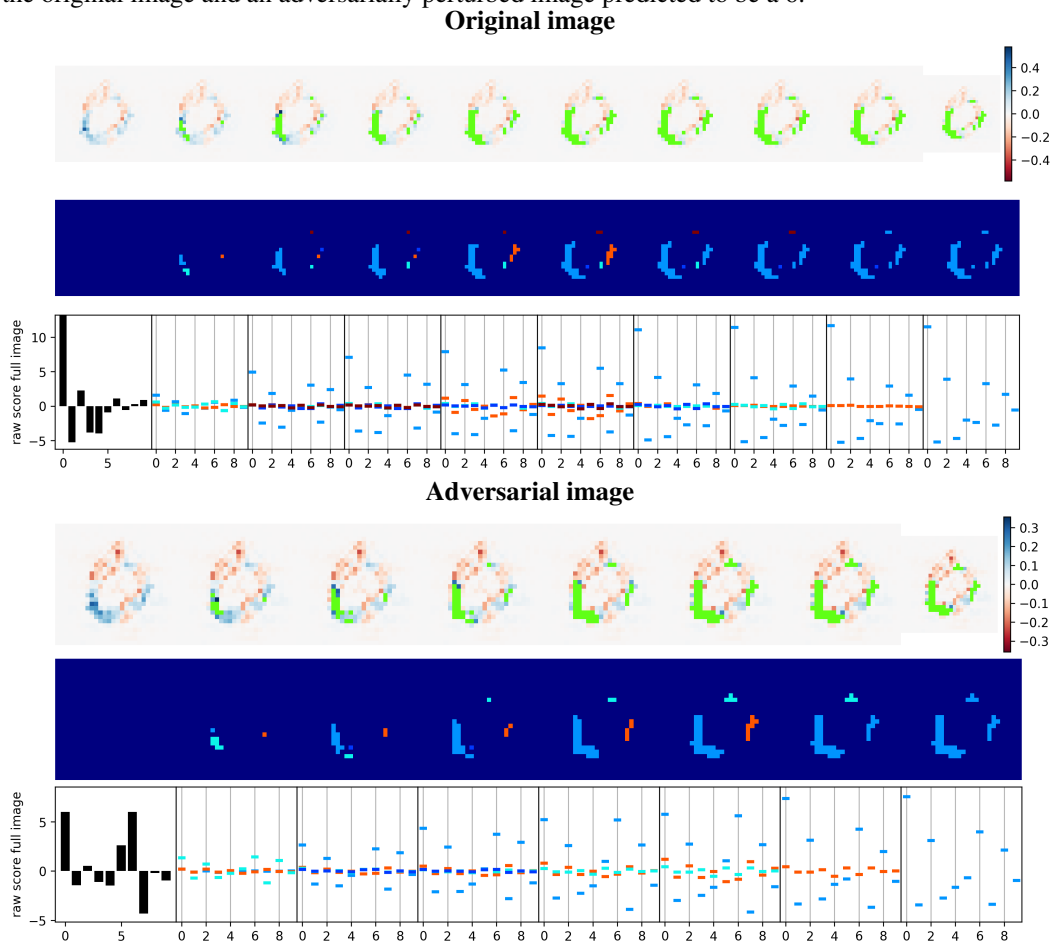 the original image and an adversarially perturbed image predicted to be a 6.
Original image
0.4
0.2
0.0
−0.2
−0.4
raw score full image
10
5
0
−5
0 5 0 2 4 6 8 0 2 4 6 8 0 2 4 6 8 0 2 4 6 8 0 2 4 6 8 0 2 4 6 8 0 2 4 6 8 0 2 4 6 8 0 2 4 6 8
Adversarial image
0.3
0.2
0.1
0.0
−0.1
−0.2
−0.3
raw score full image
5
0
−5
0 5 0 2 4 6 8 0 2 4 6 8 0 2 4 6 8 0 2 4 6 8 0 2 4 6 8 0 2 4 6 8 0 2 4 6 8